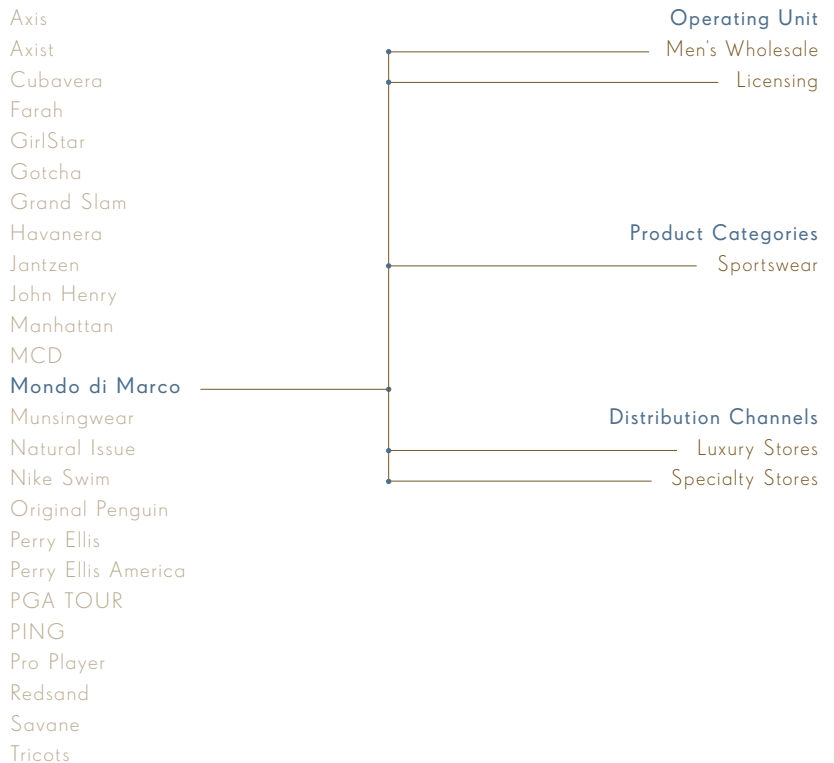 Axis
Axist
Cubavera
Farah
GirlStar
Gotcha
Grand Slam
Havanera
Jantzen
John Henry
Manhattan
MCD
Mondo di Marco
Munsingwear
Natural Issue
Nike Swim
Original Penguin
Perry Ellis
Perry Ellis America
PGA TOUR
PING
Pro Player
Redsand
Savane
Tricots
Operating Unit
Men's Wholesale
Licensing
Product Categories
Sportswear
Distribution Channels
Luxury Stores
Specialty Stores